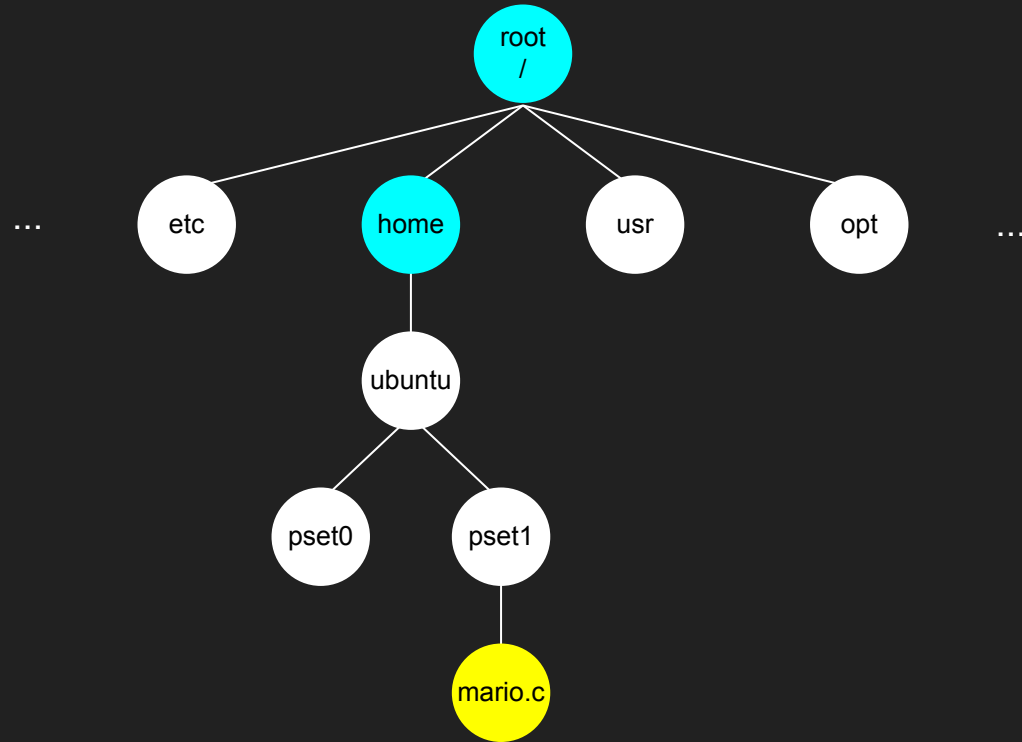 root
/
... etc home usr opt ...
ubuntu
pset0 pset1
mario.c